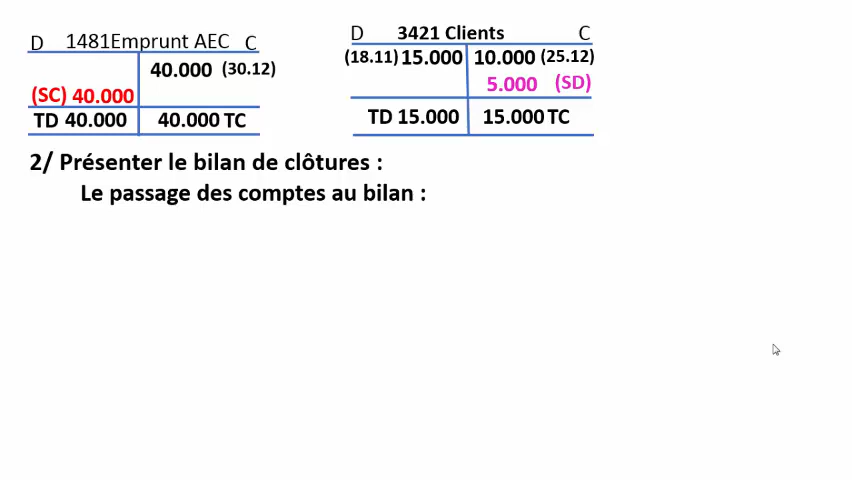 D 1481Emprunt AEC C
40.000 (30.12)
(SC) 40.000
TD 40.000 40.000 TC
D 3421 Clients C
(18.11) 15.000 10.000 (25.12)
5.000 (SD)
TD 15.000 15.000 TC
2/ Présenter le bilan de clôtures :
Le passage des comptes au bilan :